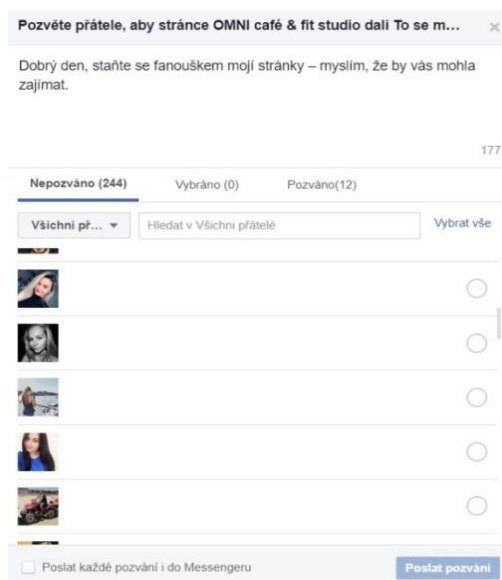 Pozvěte přátele, aby stránce OMNI café & fit studio dali To se m...
Dobrý den, staňte se fanouškem mojí stránky – myslím, že by vás mohla
zajímat.
177
Nepozváno (244) Vybráno (0) Pozváno(12)
Všichni př... Hledat v Všichni přátelé Vybrat vše
Poslat každé pozvání i do Messengeru Poslat pozvání